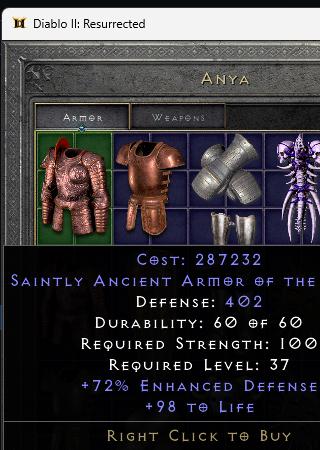 Diablo II: Resurrected
Anya
Armor
Weapons
Cost: 287232
Saintly Ancient Armor of the
Defense: 402
Durability: 60 of 60
Required Strength: 100
Required Level: 37
+72% Enhanced Defense
+98 to Life
Right Click to Buy